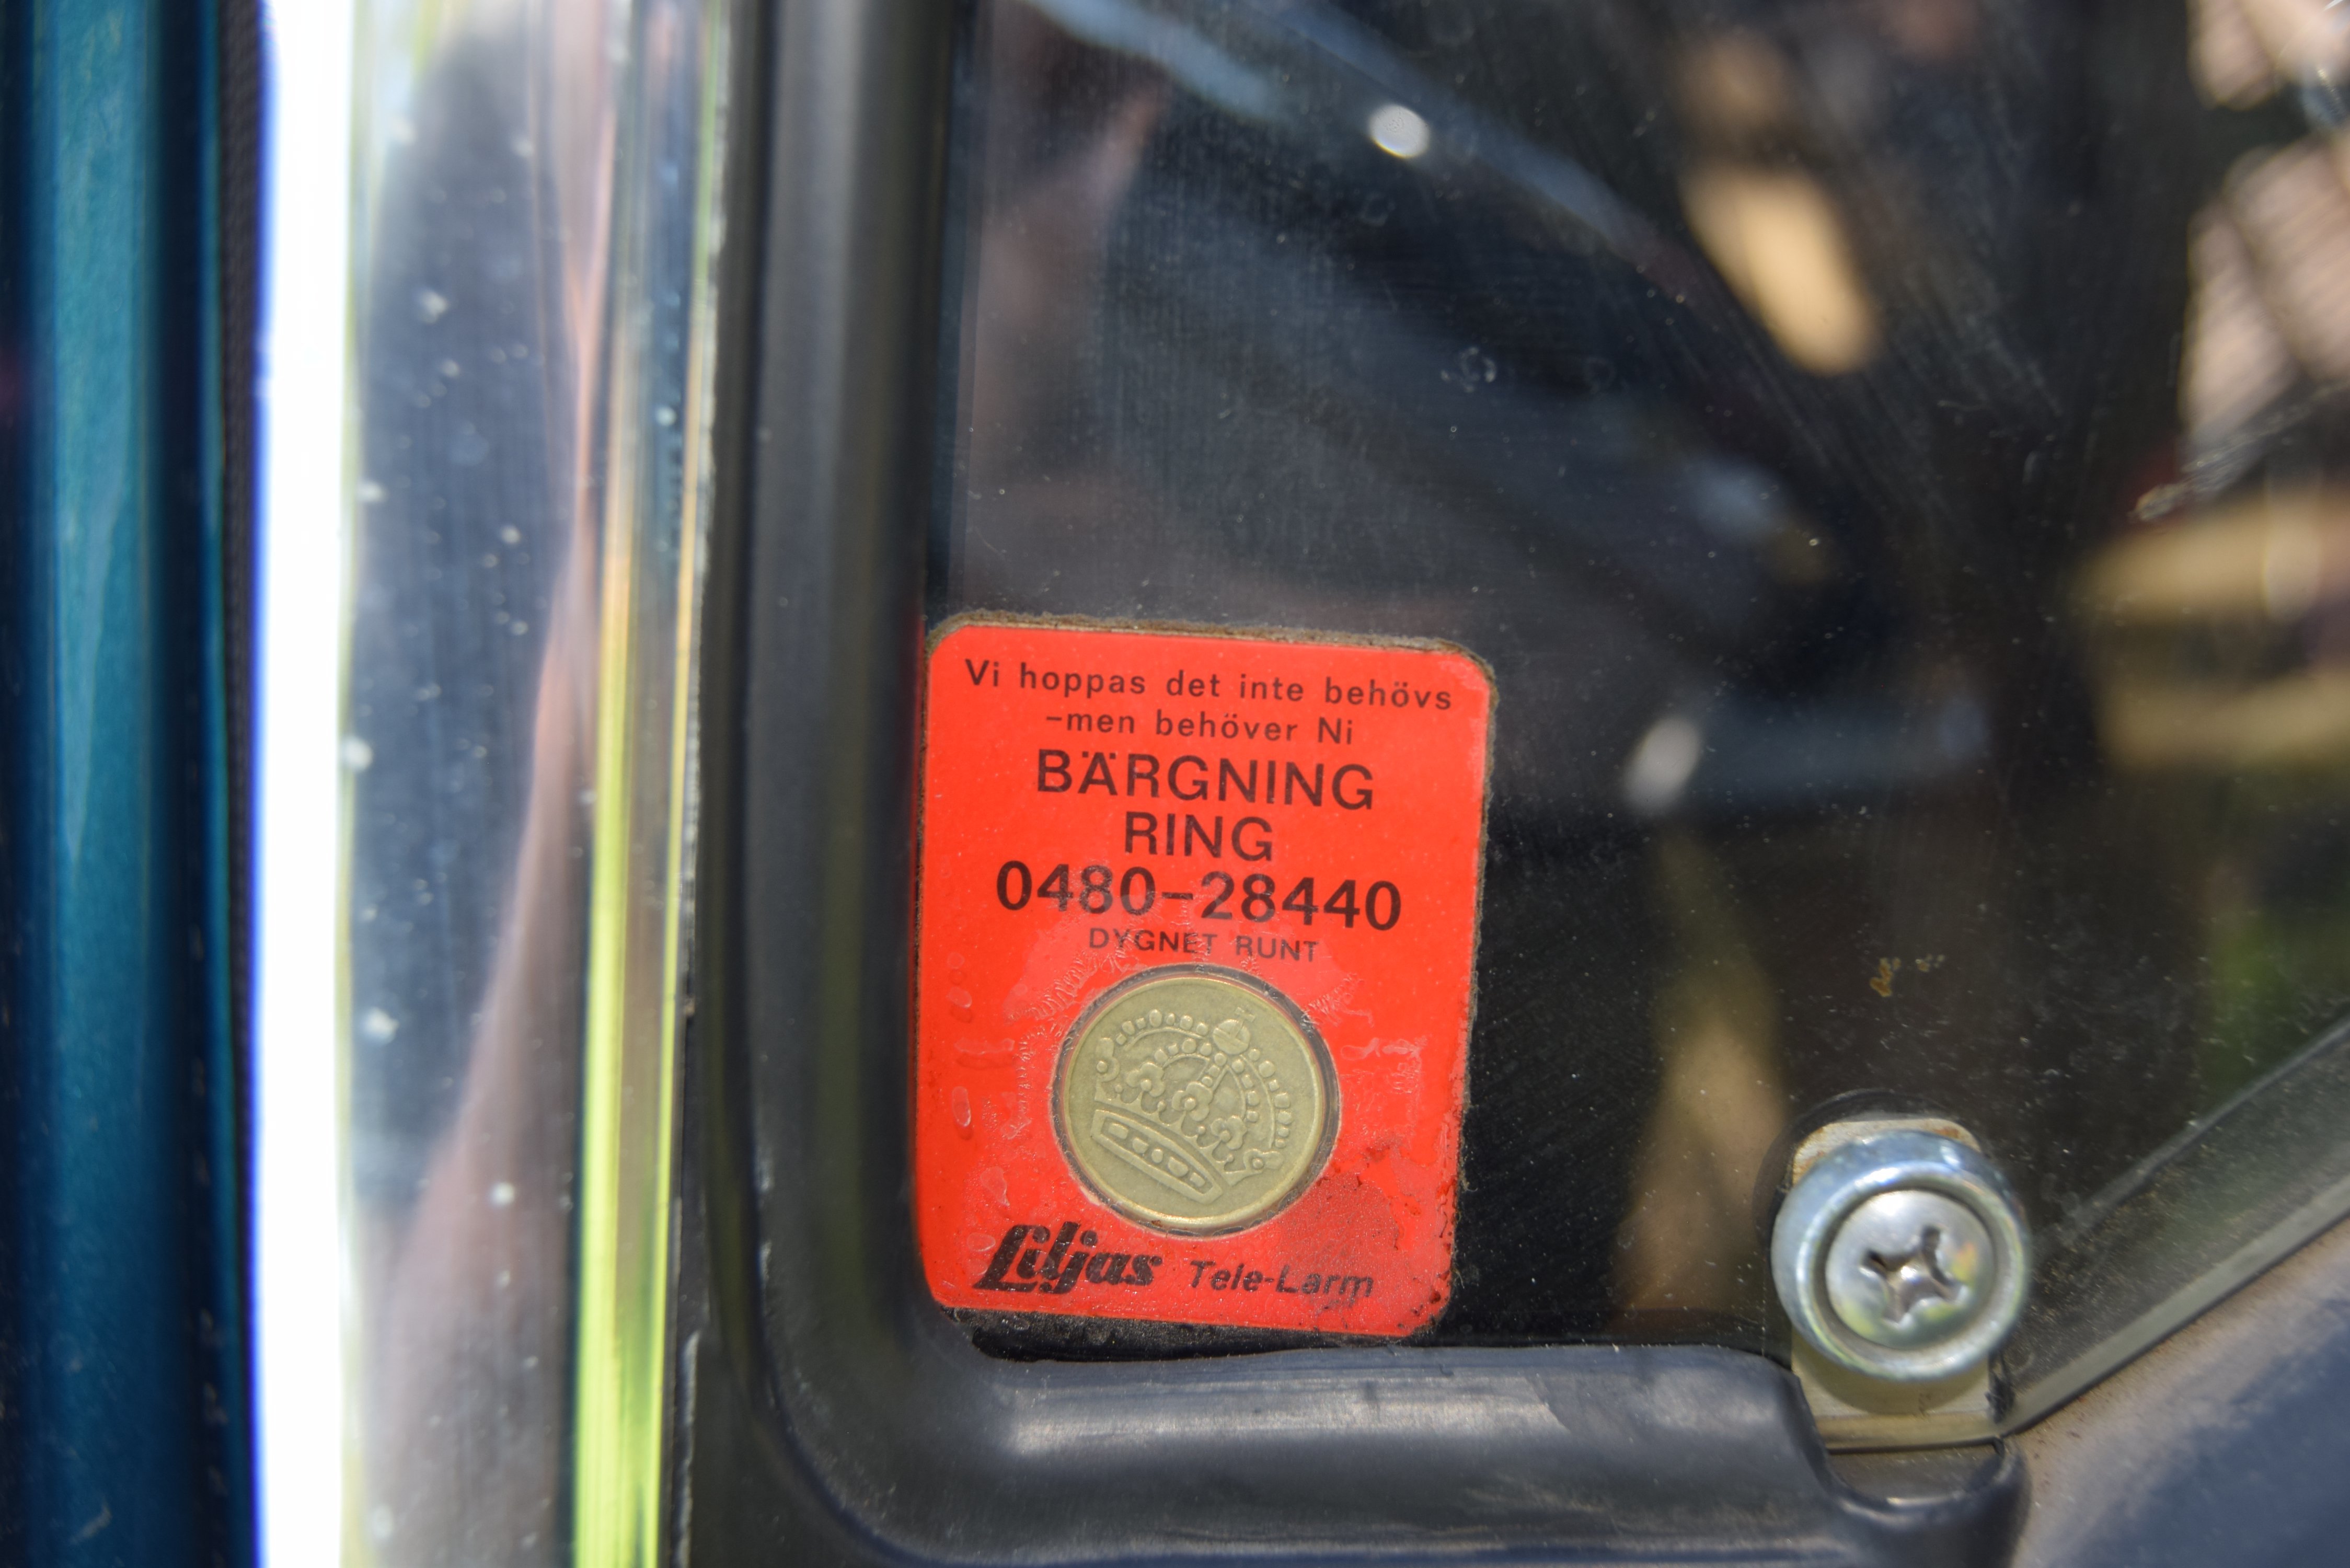 Vi hoppas det inte behövs
-men behöver Ni
BÄRGNING
RING
0480-28440
DYGNET RUNT
Liljas Tele-Larm